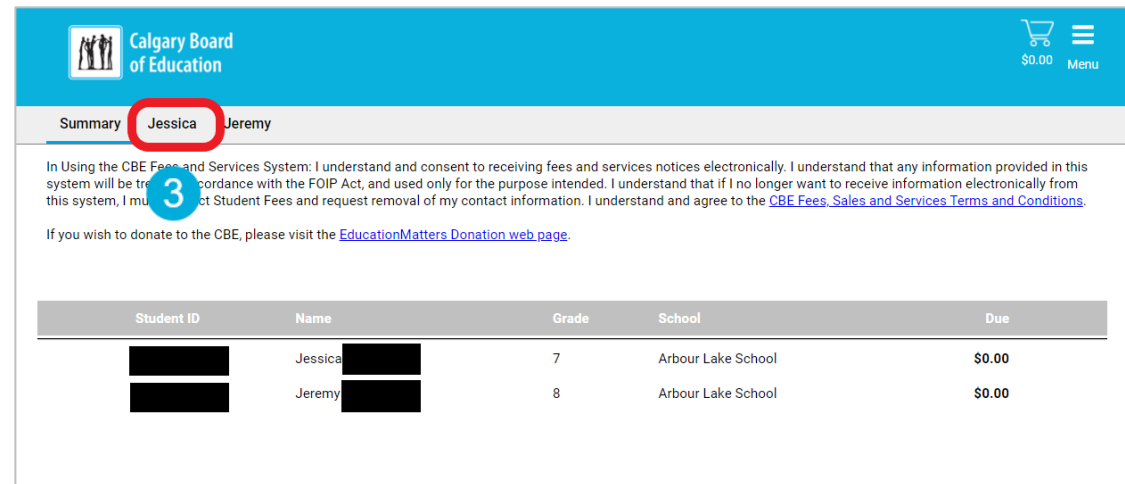 Calgary Board
of Education
$0.00 Menu
Summary Jessica Jeremy
In Using the CBE Fees and Services System: I understand and consent to receiving fees and services notices electronically. I understand that any information provided in this
system will be cordance with the FOIP Act, and used only for the purpose intended. I understand that if I no longer want to receive information electronically from
this system, I ct Student Fees and request removal of my contact information. I understand and agree to the CBE Fees, Sales and Services Terms and Conditions.
3
If you wish to donate to the CBE, please visit the EducationMatters Donation web page.
Student ID Name Grade School Due
Jessica 7 Arbour Lake School $0.00
Jeremy 8 Arbour Lake School $0.00